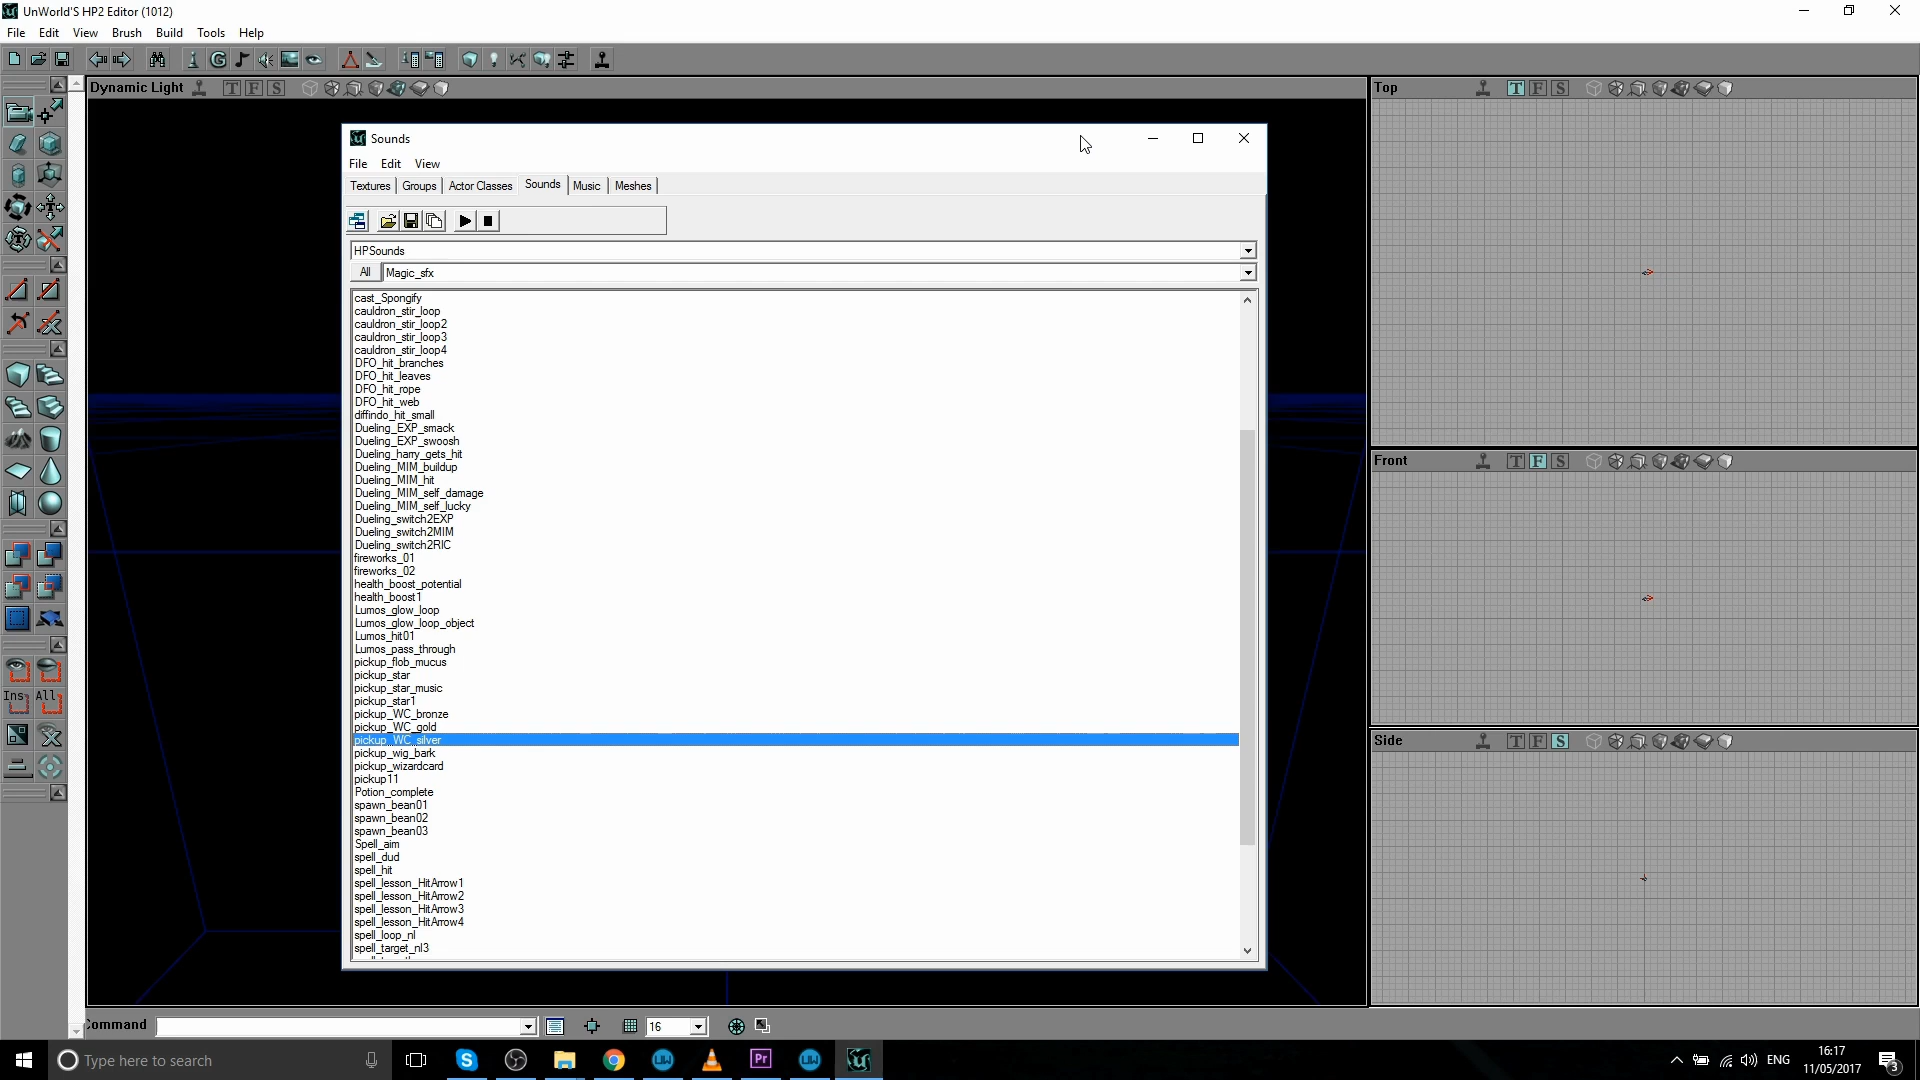 UnWorld'S HP2 Editor (1012)
File Edit View Brush Build Tools Help
Dynamic Light T F S
Top T F S
Sounds
File Edit View
Textures Groups Actor Classes Sounds Music Meshes
HPSounds
All Magic_sfx
cast_Spongify
cauldron_stir_loop
cauldron_stir_loop2
cauldron_stir_loop3
cauldron_stir_loop4
DFO_hit_branches
DFO_hit_leaves
DFO_hit_rope
DFO_hit_web
diffindo_hit_small
Dueling_EXP_smack
Dueling_EXP_swoosh
Dueling_harry_gets_hit
Dueling_MIM_buildup
Dueling_MIM_hit
Dueling_MIM_self_damage
Dueling_MIM_self_lucky
Dueling_switch2EXP
Dueling_switch2MIM
Dueling_switch2RIC
fireworks_01
fireworks_02
health_boost_potential
health_boost1
Lumos_glow_loop
Lumos_glow_loop_object
Lumos_hit01
Lumos_pass_through
pickup_flob_mucus
pickup_star
pickup_star_music
pickup_star1
pickup_WC_bronze
pickup_WC_gold
pickup_WC_silver
pickup_wig_bark
pickup_wizardcard
pickup11
Potion_complete
spawn_bean01
spawn_bean02
spawn_bean03
Spell_aim
spell_dud
spell_hit
spell_lesson_HitArrow1
spell_lesson_HitArrow2
spell_lesson_HitArrow3
spell_lesson_HitArrow4
spell_loop_nl
spell_target_nl3
Front T F S
Side T F S
Ins All
Command 16
Type here to search
ENG
16:17
11/05/2017
3